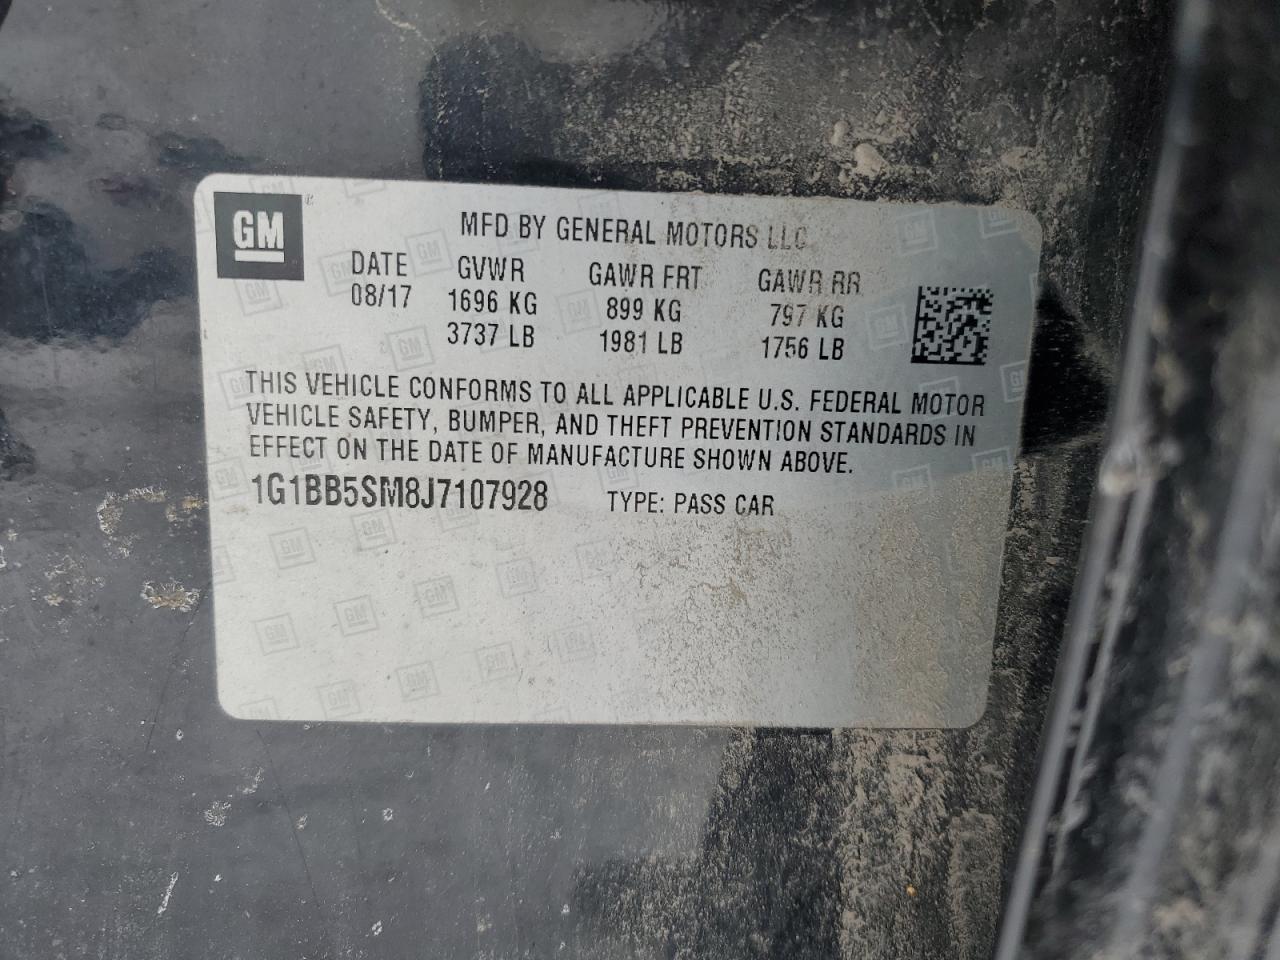 GM
MFD BY GENERAL MOTORS LLC
DATE GVWR GAWR FRT GAWR RR
08/17 1696 KG 899 KG 797 KG
3737 LB 1981 LB 1756 LB
THIS VEHICLE CONFORMS TO ALL APPLICABLE U.S. FEDERAL MOTOR
VEHICLE SAFETY, BUMPER, AND THEFT PREVENTION STANDARDS IN
EFFECT ON THE DATE OF MANUFACTURE SHOWN ABOVE.
1G1BB5SM8J7107928 TYPE: PASS CAR